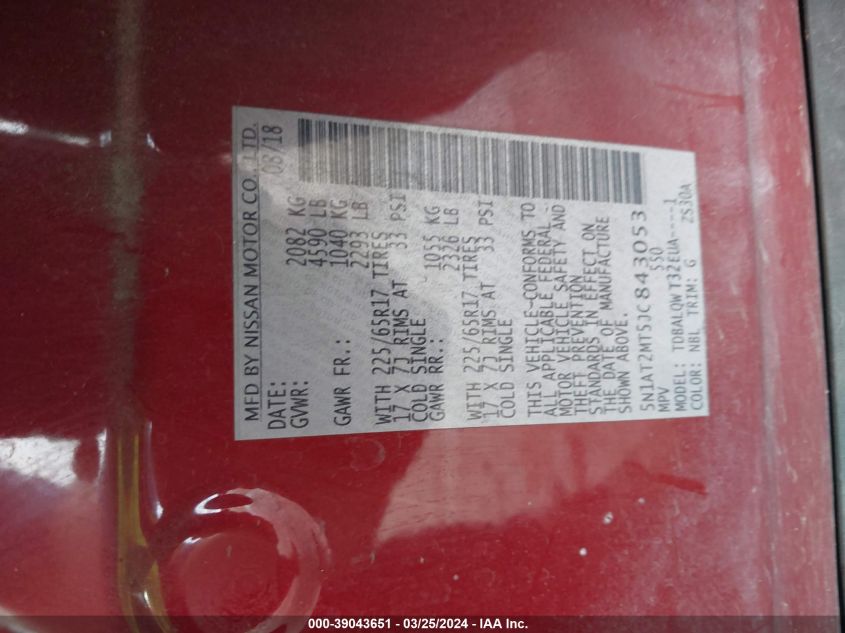 MFD BY NISSAN MOTOR CO., LTD.
DATE: 08/18
GVWR: 2082 KG
4590 LB
GAWR FR.: 1040 KG
2293 LB
WITH 225/65R17 TIRES
17 X 7J RIMS AT 33 PSI
COLD SINGLE
GAWR RR.: 1055 KG
2326 LB
WITH 225/65R17 TIRES
17 X 7J RIMS AT 33 PSI
COLD SINGLE
THIS VEHICLE CONFORMS TO
ALL APPLICABLE FEDERAL
MOTOR VEHICLE SAFETY AND
THEFT PREVENTION
STANDARDS IN EFFECT ON
THE DATE OF MANUFACTURE
SHOWN ABOVE.
5N1AT2MT5JC843053
MPV 550
MODEL: TDBALQW T32EUA----1
COLOR: NBL TRIM: G 2S30A
000-39043651 - 03/25/2024 - IAA Inc.